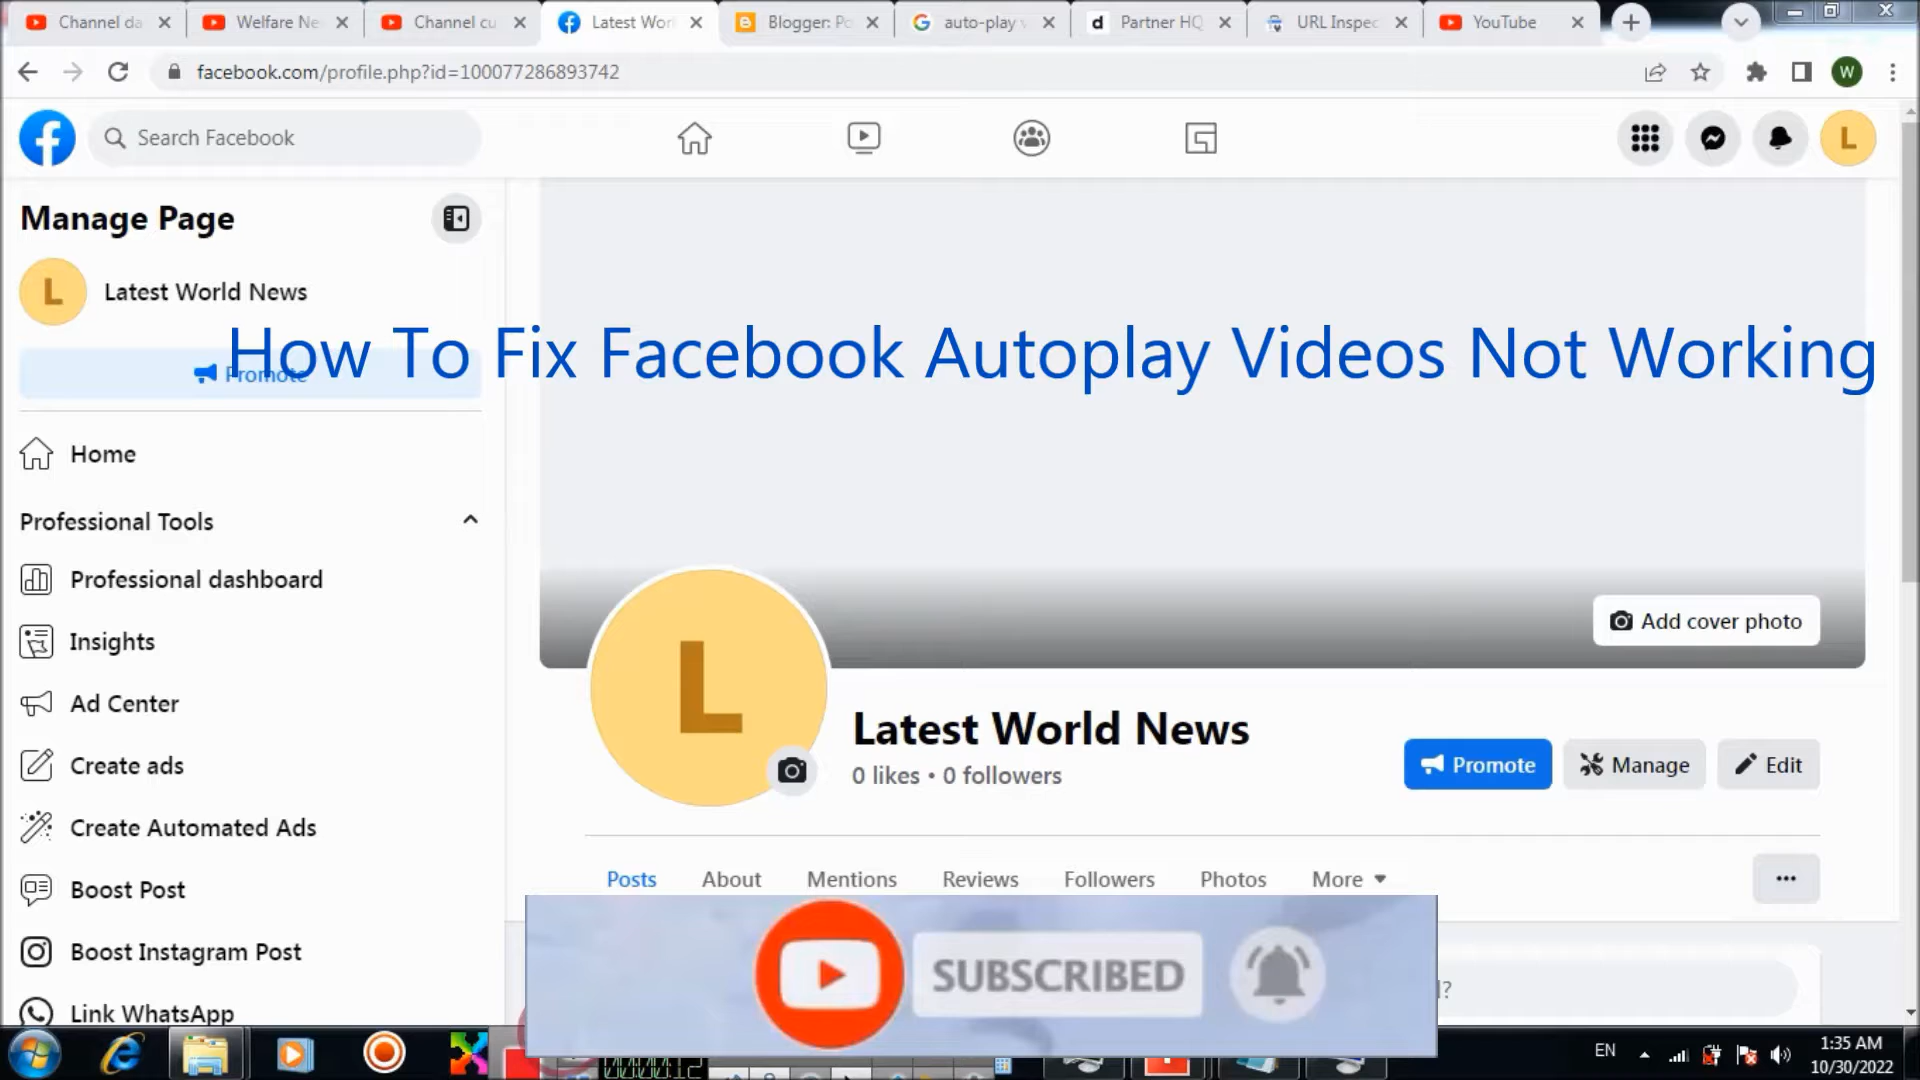 Channel da
Welfare Ne
Channel cu
Latest Wor
Blogger: Po
auto-play v
Partner HQ
URL Inspec
YouTube
facebook.com/profile.php?id=100077286893742
W
Search Facebook
L
Manage Page
L
Latest World News
Promote
How To Fix Facebook Autoplay Videos Not Working
Home
Professional Tools
Professional dashboard
Insights
Ad Center
Create ads
Create Automated Ads
Boost Post
Boost Instagram Post
Link WhatsApp
Add cover photo
L
Latest World News
0 likes • 0 followers
Promote
Manage
Edit
Posts
About
Mentions
Reviews
Followers
Photos
More
SUBSCRIBED
EN
1:35 AM
10/30/2022